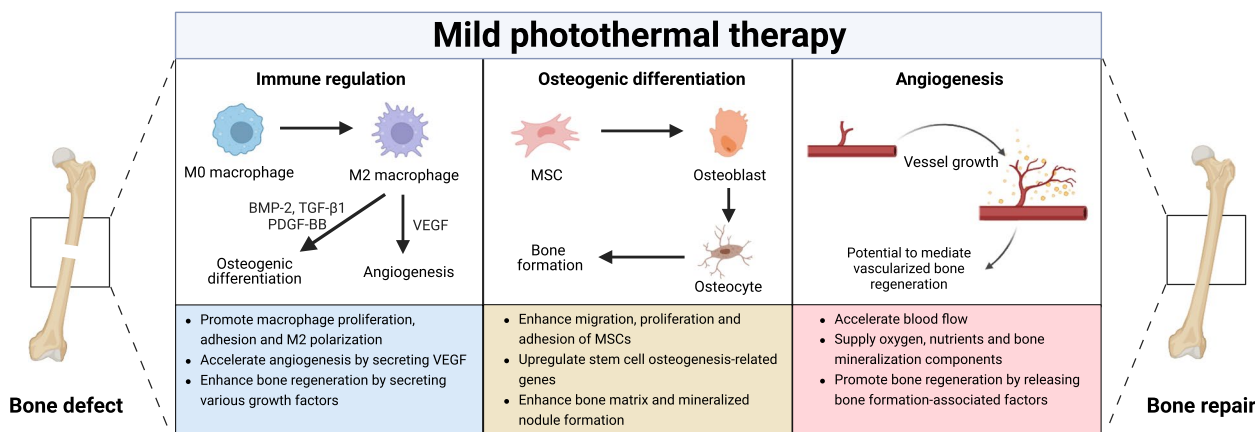 Mild photothermal therapy
Immune regulation
M0 macrophage
M2 macrophage
BMP-2, TGF-β1
PDGF-BB
VEGF
Osteogenic
differentiation
Angiogenesis
• Promote macrophage proliferation,
adhesion and M2 polarization
• Accelerate angiogenesis by secreting VEGF
• Enhance bone regeneration by secreting
various growth factors
Osteogenic differentiation
MSC
Osteoblast
Bone
formation
Osteocyte
• Enhance migration, proliferation and
adhesion of MSCs
• Upregulate stem cell osteogenesis-related
genes
• Enhance bone matrix and mineralized
nodule formation
Angiogenesis
Vessel growth
Potential to mediate
vascularized bone
regeneration
• Accelerate blood flow
• Supply oxygen, nutrients and bone
mineralization components
• Promote bone regeneration by releasing
bone formation-associated factors
Bone defect
Bone repair